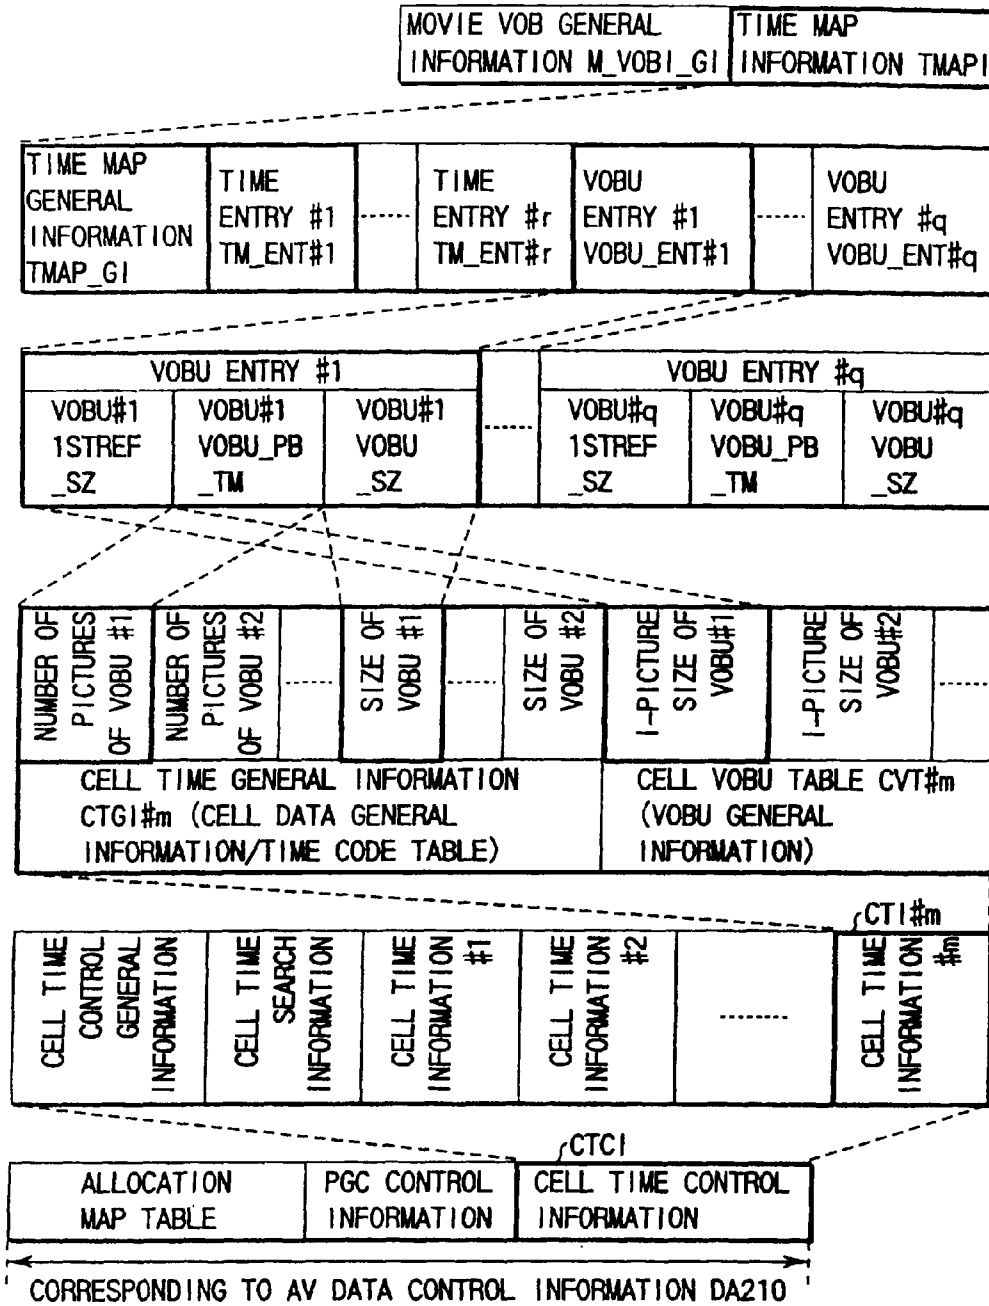 MOVIE VOB GENERAL
INFORMATION M_VOBI_GI
TIME MAP
INFORMATION TMAPI
TIME MAP
GENERAL
INFORMATION
TMAP_GI
TIME
ENTRY #1
TM_ENT#1
TIME
ENTRY #r
TM_ENT#r
VOBU
ENTRY #1
VOBU_ENT#1
VOBU
ENTRY #q
VOBU_ENT#q
VOBU ENTRY #1
VOBU#1
1STREF
_SZ
VOBU#1
VOBU_PB
_TM
VOBU#1
VOBU
_SZ
VOBU ENTRY #q
VOBU#q
1STREF
_SZ
VOBU#q
VOBU_PB
_TM
VOBU#q
VOBU
_SZ
NUMBER OF
PICTURES
OF VOBU #1
NUMBER OF
PICTURES
OF VOBU #2
SIZE OF
VOBU #1
SIZE OF
VOBU #2
I-PICTURE
SIZE OF
VOBU#1
I-PICTURE
SIZE OF
VOBU#2
CELL TIME GENERAL INFORMATION
CTGI#m (CELL DATA GENERAL
INFORMATION/TIME CODE TABLE)
CELL VOBU TABLE CVT#m
(VOBU GENERAL
INFORMATION)
CTI#m
CELL TIME
CONTROL
GENERAL
INFORMATION
CELL TIME
SEARCH
INFORMATION
CELL TIME
INFORMATION
#1
CELL TIME
INFORMATION
#2
CELL TIME
INFORMATION
#m
CTCI
ALLOCATION
MAP TABLE
PGC CONTROL
INFORMATION
CELL TIME CONTROL
INFORMATION
CORRESPONDING TO AV DATA CONTROL INFORMATION DA210